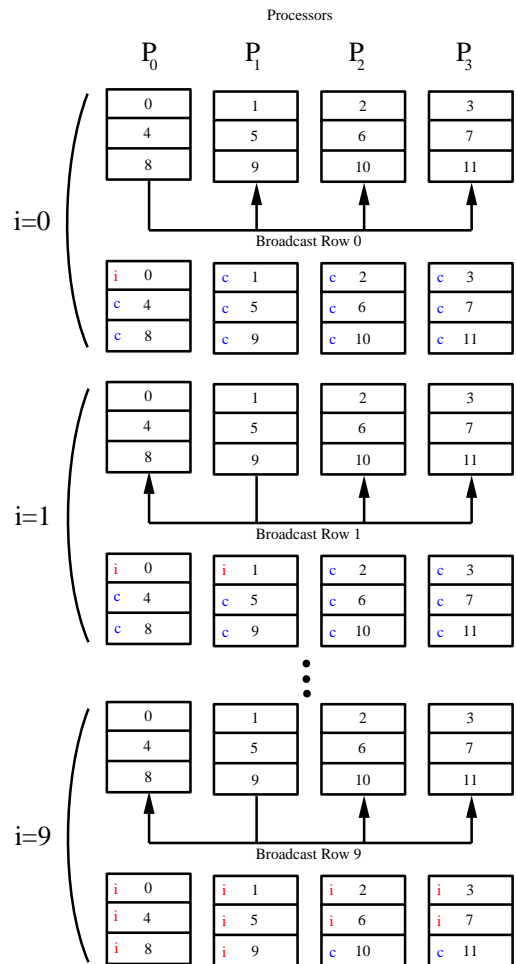 Processors
P0 P1 P2 P3
0 1 2 3
4 5 6 7
8 9 10 11
i=0
Broadcast Row 0
i 0 c 1 c 2 c 3
c 4 c 5 c 6 c 7
c 8 c 9 c 10 c 11
0 1 2 3
4 5 6 7
8 9 10 11
i=1
Broadcast Row 1
i 0 i 1 c 2 c 3
c 4 c 5 c 6 c 7
c 8 c 9 c 10 c 11
0 1 2 3
4 5 6 7
8 9 10 11
i=9
Broadcast Row 9
i 0 i 1 i 2 i 3
i 4 i 5 i 6 i 7
i 8 i 9 c 10 c 11